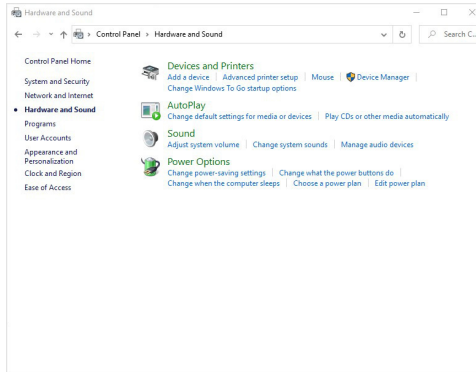 Hardware and Sound
Control Panel › Hardware and Sound
Search C...
Control Panel Home
System and Security
Network and Internet
Hardware and Sound
Programs
User Accounts
Appearance and
Personalization
Clock and Region
Ease of Access
Devices and Printers
Add a device | Advanced printer setup | Mouse | Device Manager |
Change Windows To Go startup options
AutoPlay
Change default settings for media or devices | Play CDs or other media automatically
Sound
Adjust system volume | Change system sounds | Manage audio devices
Power Options
Change power-saving settings | Change what the power buttons do |
Change when the computer sleeps | Choose a power plan | Edit power plan